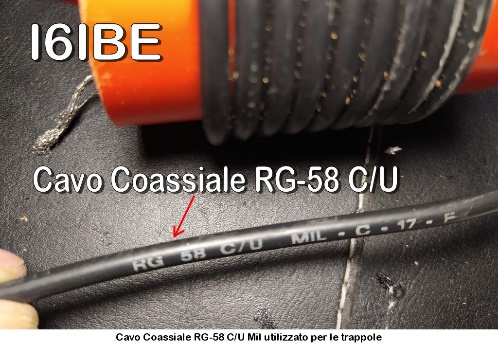 I6IBE
Cavo Coassiale RG-58 C/U
RG 58 C/U MIL - C - 17 - F
Cavo Coassiale RG-58 C/U Mil utilizzato per le trappole